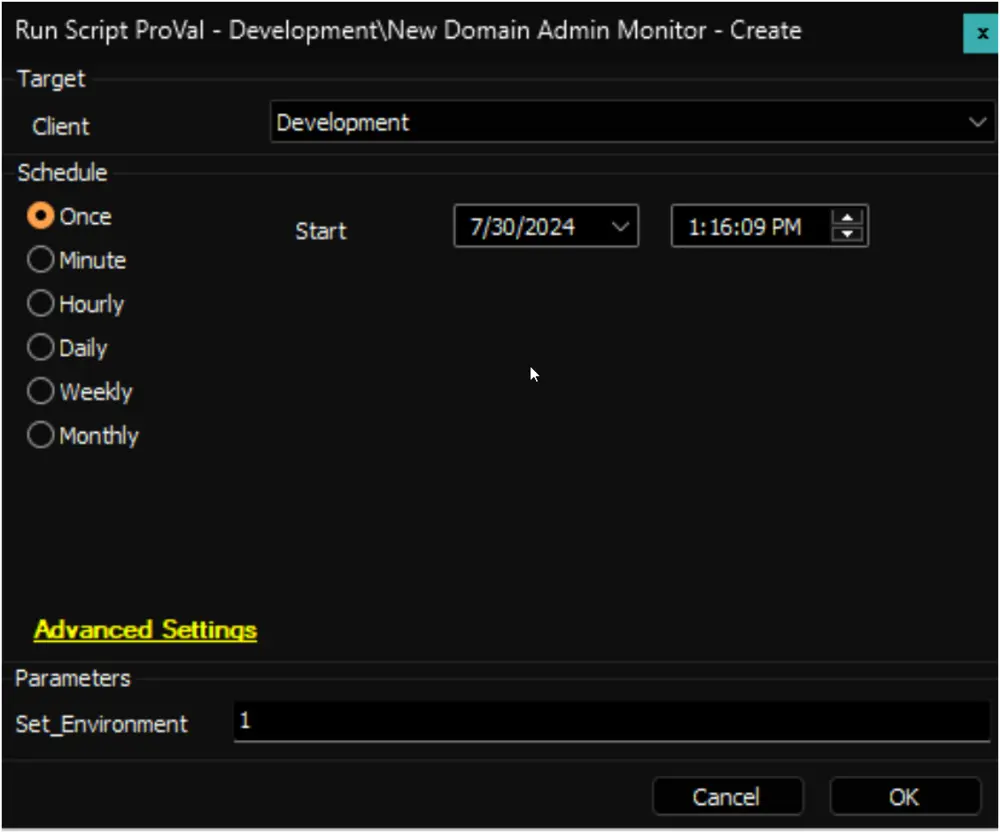 Run Script ProVal - Development\New Domain Admin Monitor - Create x
Target
Client Development
Schedule
Once
Start 7/30/2024 1:16:09 PM
Minute
Hourly
Daily
Weekly
Monthly
Advanced Settings
Parameters
Set_Environment 1
Cancel OK